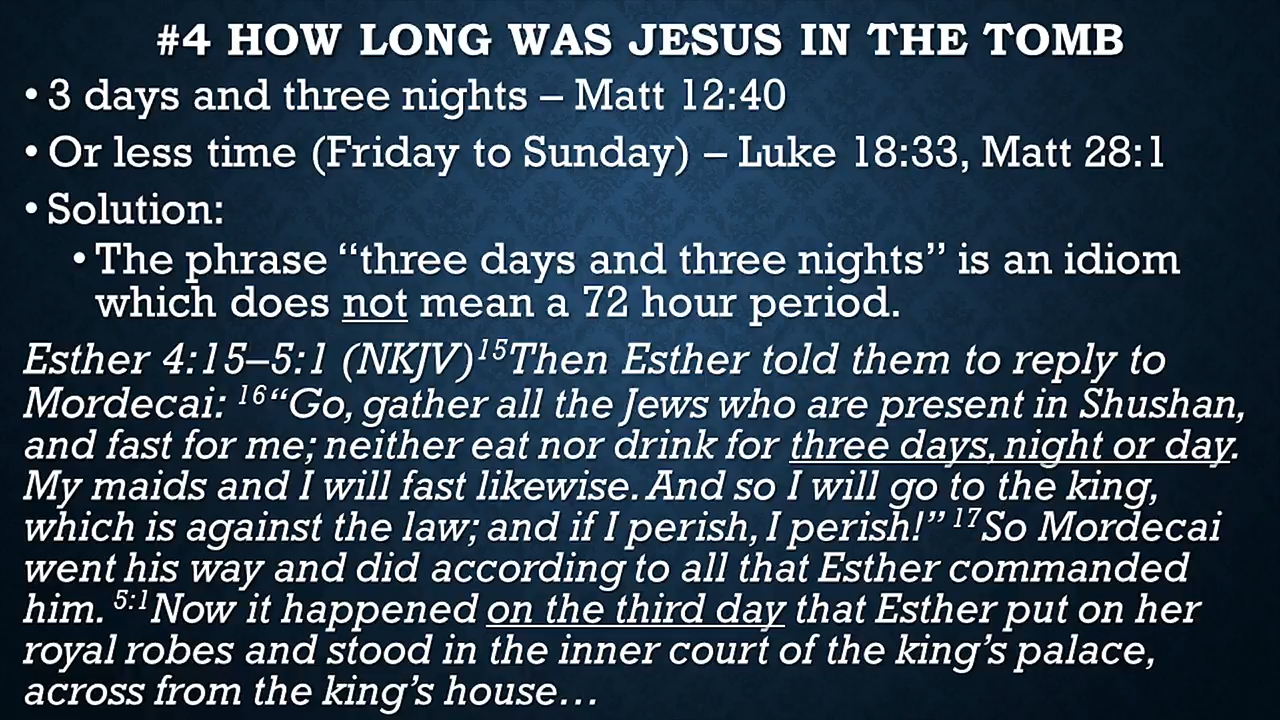 #4 HOW LONG WAS JESUS IN THE TOMB
• 3 days and three nights – Matt 12:40
• Or less time (Friday to Sunday) – Luke 18:33, Matt 28:1
• Solution:
• The phrase “three days and three nights” is an idiom
which does not mean a 72 hour period.
Esther 4:15–5:1 (NKJV) 15Then Esther told them to reply to
Mordecai: 16“Go, gather all the Jews who are present in Shushan,
and fast for me; neither eat nor drink for three days, night or day.
My maids and I will fast likewise. And so I will go to the king,
which is against the law; and if I perish, I perish!” 17So Mordecai
went his way and did according to all that Esther commanded
him. 5:1Now it happened on the third day that Esther put on her
royal robes and stood in the inner court of the king’s palace,
across from the king’s house…